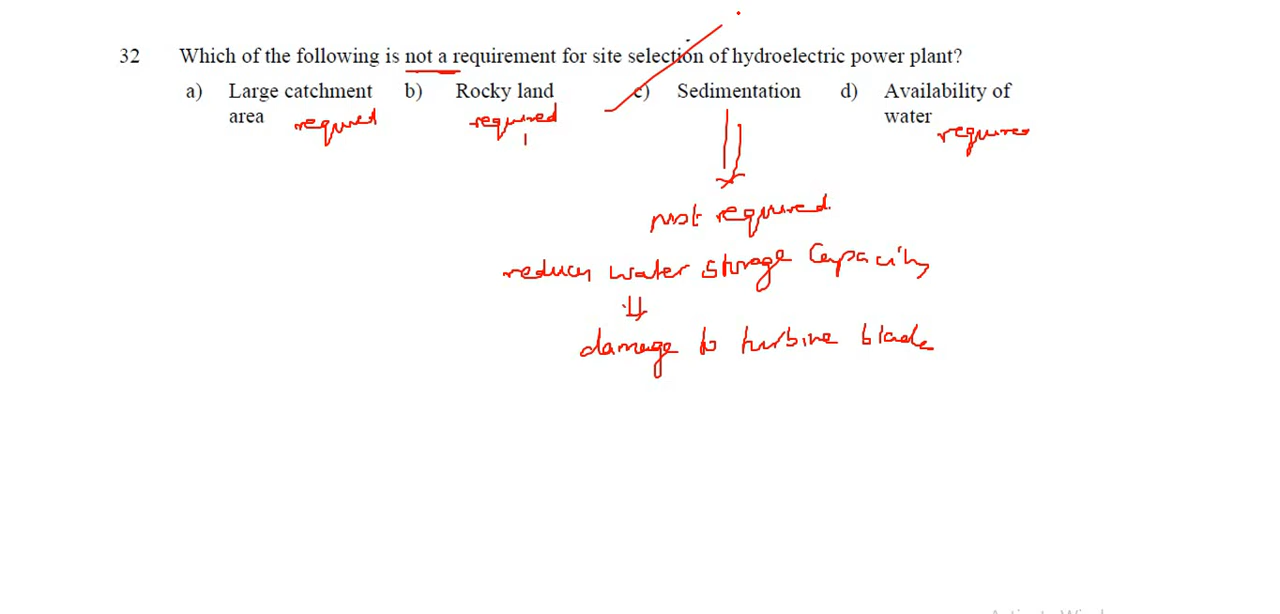 32 Which of the following is not a requirement for site selection of hydroelectric power plant?
a) Large catchment area b) Rocky land c) Sedimentation d) Availability of water
required required requires
not required.
reduces water storage capacity
⇓
damage to turbine blade